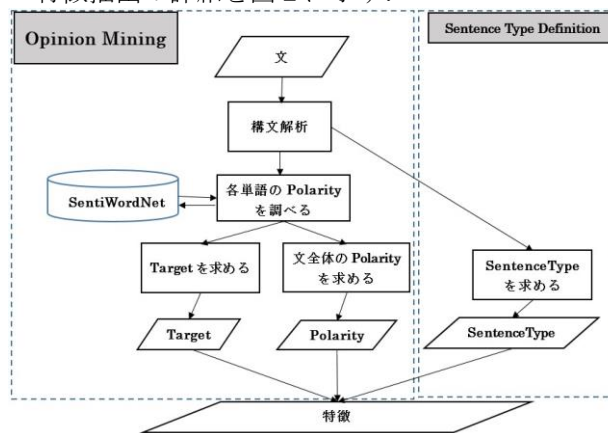 Opinion Mining
Sentence Type Definition
文
構文解析
SentiWordNet
各単語の Polarity
を調べる
Target を求める
文全体の Polarity
を求める
SentenceType
を求める
Target
Polarity
SentenceType
特徴